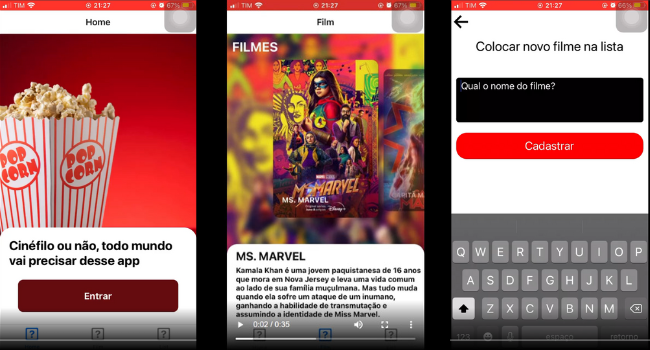 TIM
21:27
67%
Home
POP
CORN
POP
CORN
Cinéfilo ou não, todo mundo
vai precisar desse app
Entrar
TIM
21:27
67%
Film
FILMES
MS. MARVEL
MS. MARVEL
Disney+
MS. MARVEL
Kamala Khan é uma jovem paquistanesa de 16 anos
que mora em Nova Jersey e leva uma vida comum
ao lado de sua família muçulmana. Mas tudo muda
quando ela sofre um ataque de um inumano,
ganhando a habilidade de transmutação e
assumindo a identidade de Miss Marvel.
0:02 / 0:35
TIM
21:27
66%
Colocar novo filme na lista
Qual o nome do filme?
Cadastrar
Q W E R T Y U I O P
A S D F G H J K L
Z X C V B N M
123 espaço retorno